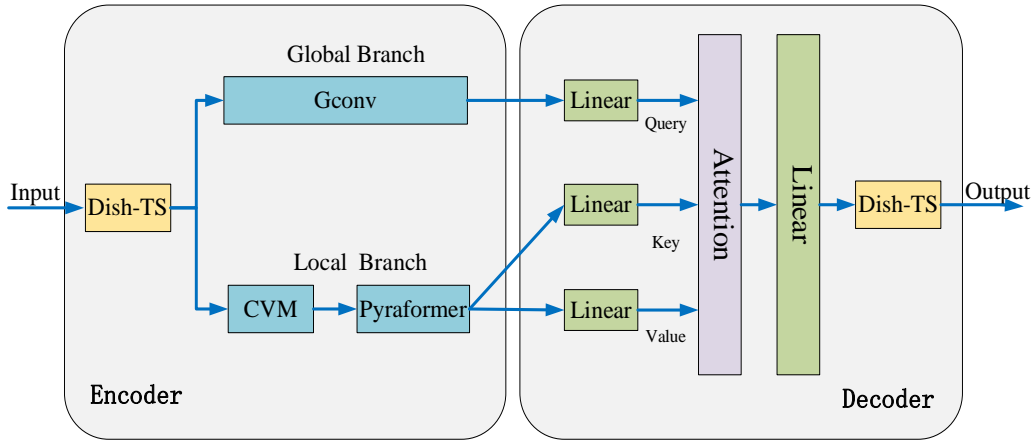 Global Branch
Gconv
Linear
Query
Input
Dish-TS
Linear
Key
Attention
Linear
Dish-TS
Output
Local Branch
CVM
Pyraformer
Linear
Value
Encoder
Decoder